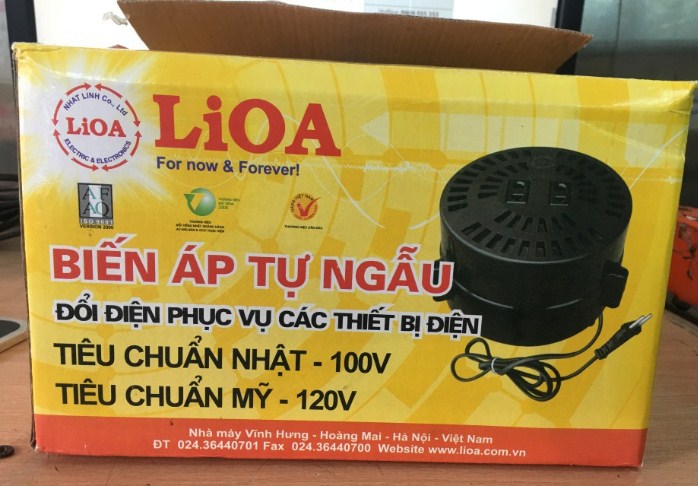 NHAT LINH Co., Ltd
LiOA
ELECTRIC & ELECTRONICS
LiOA
For now & Forever!
AF
AQ
ISO 9001
VERSION 2000
BIẾN ÁP TỰ NGẪU
ĐỔI ĐIỆN PHỤC VỤ CÁC THIẾT BỊ ĐIỆN
TIÊU CHUẨN NHẬT - 100V
TIÊU CHUẨN MỸ - 120V
Nhà máy Vĩnh Hưng - Hoàng Mai - Hà Nội - Việt Nam
ĐT 024.36440701 Fax 024.36440700 Website www.lioa.com.vn